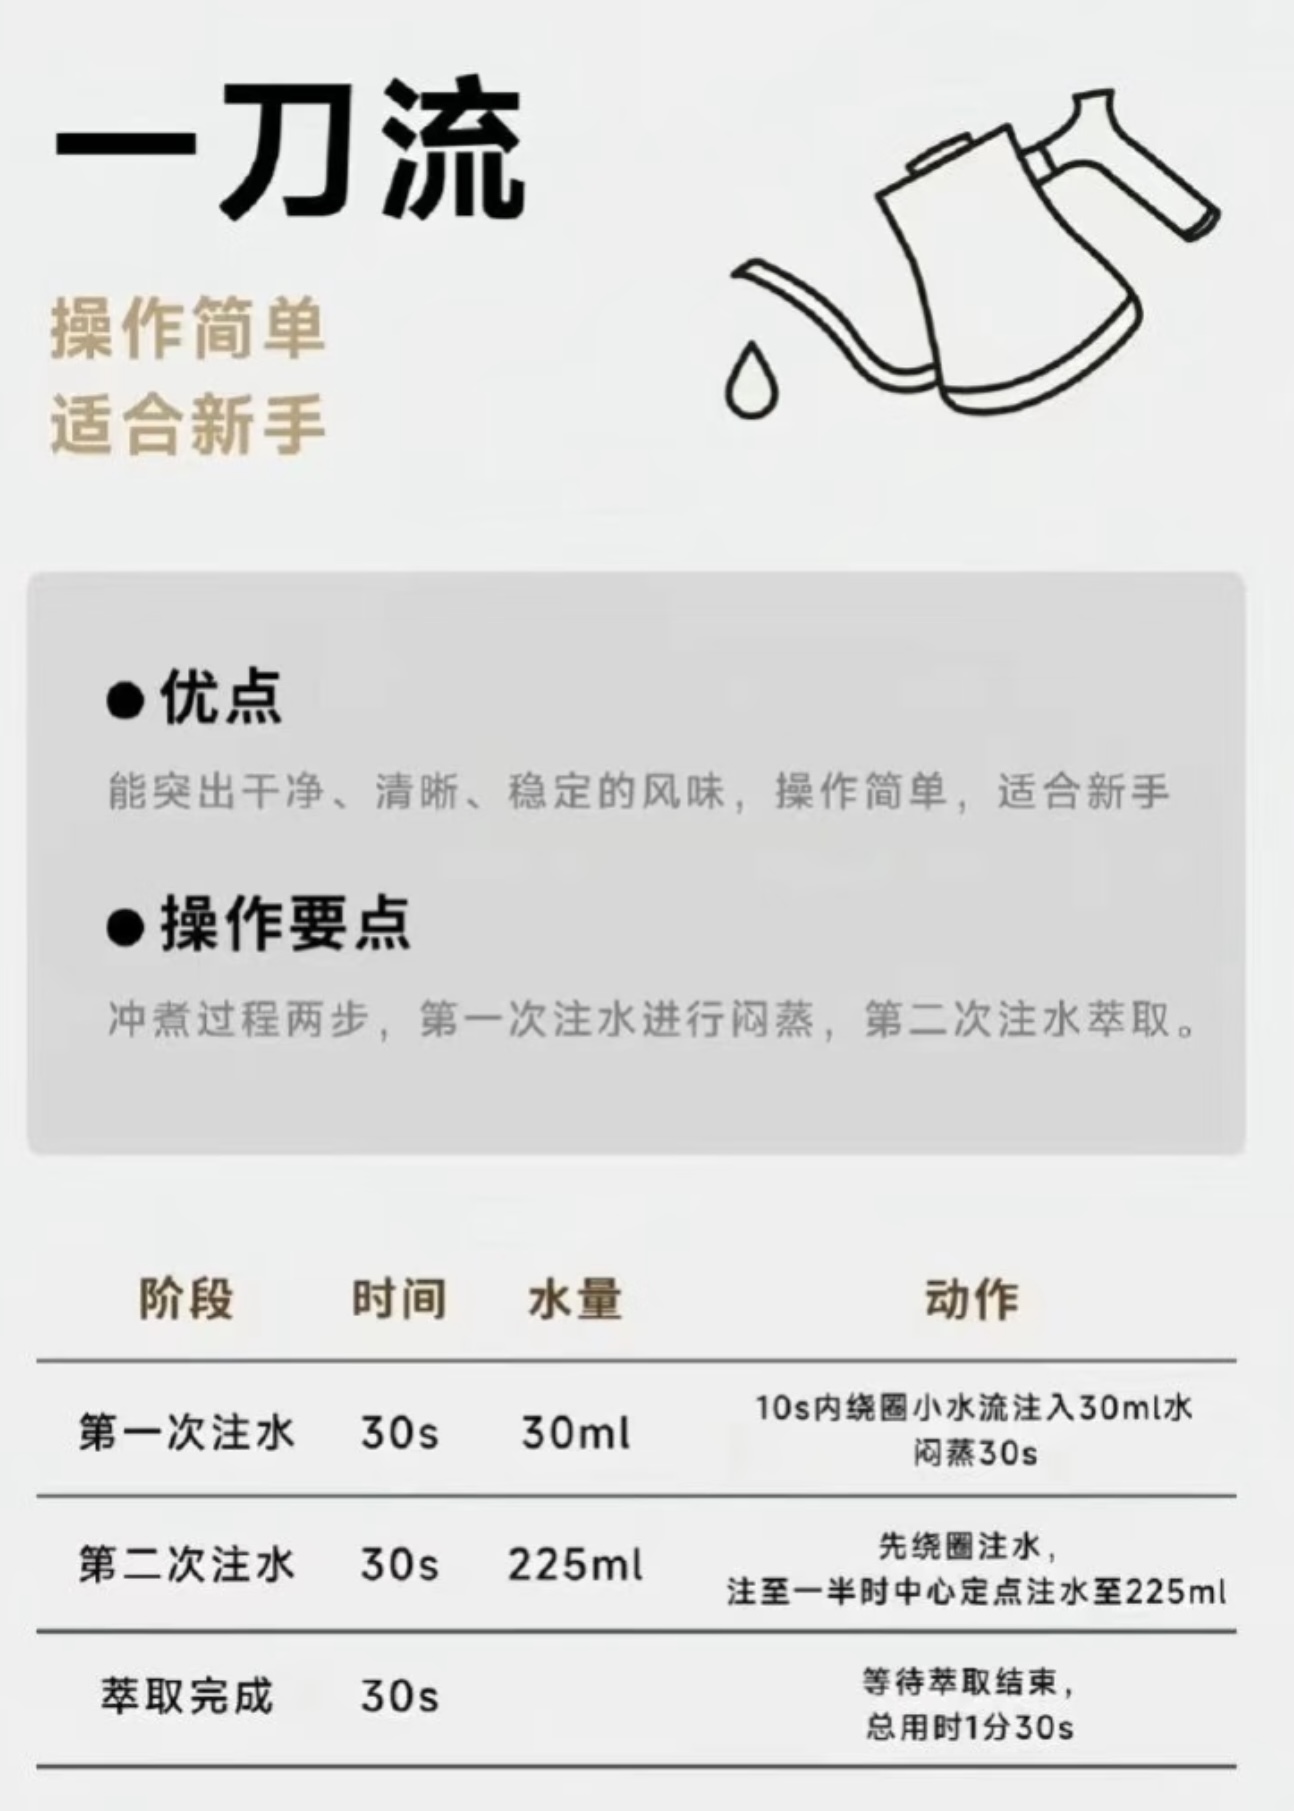 一刀流
操作简单
适合新手
●优点
能突出干净、清晰、稳定的风味，操作简单，适合新手
●操作要点
冲煮过程两步，第一次注水进行闷蒸，第二次注水萃取。
阶段 时间 水量 动作
第一次注水 30s 30ml 10s内绕圈小水流注入30ml水
闷蒸30s
第二次注水 30s 225ml 先绕圈注水，
注至一半时中心定点注水至225ml
萃取完成 30s 等待萃取结束，
总用时1分30s